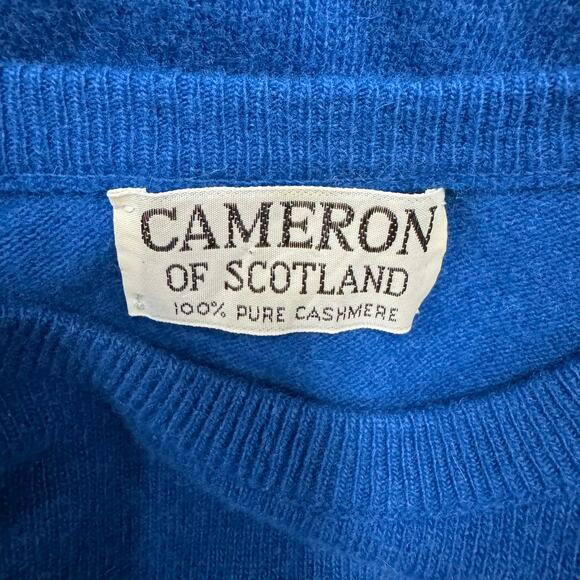 CAMERON
OF SCOTLAND
100% PURE CASHMERE